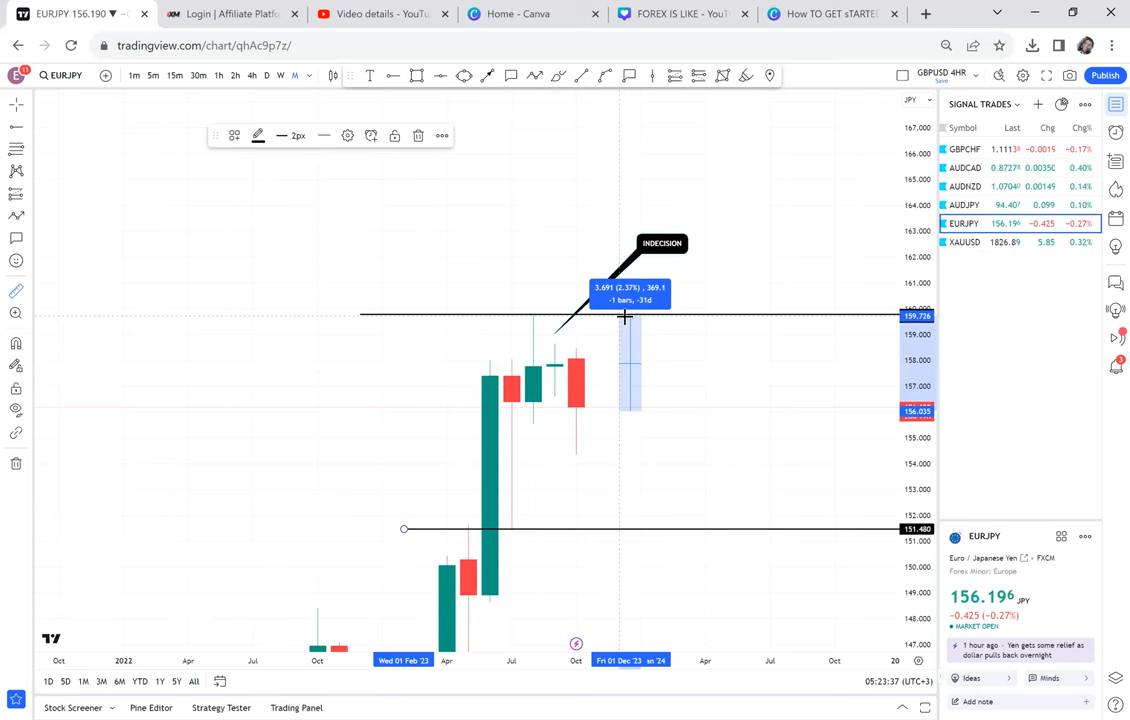 EURJPY 156.190 ▼
Login | Affiliate Platfo
Video details - YouTu
Home - Canva
FOREX IS LIKE - YouT
How TO GET sTARTE
tradingview.com/chart/qhAc9p7z/
E
11
EURJPY
1m 5m 15m 30m 1h 2h 4h D W M
GBPUSD 4HR
Save
Publish
JPY
2px
167.000
166.000
165.000
164.000
163.000
162.000
161.000
160.000
159.726
159.000
158.000
157.000
156.035
155.000
154.000
153.000
152.000
151.480
151.000
150.000
149.000
148.000
147.000
INDECISION
3.691 (2.37%) , 369.1
-1 bars, -31d
Oct 2022 Apr Jul Oct Wed 01 Feb '23 Apr Jul Oct Fri 01 Dec '23 an '24 Apr Jul Oct 20
1D 5D 1M 3M 6M YTD 1Y 5Y All
05:23:37 (UTC+3)
Stock Screener Pine Editor Strategy Tester Trading Panel
SIGNAL TRADES
Symbol Last Chg Chg%
GBPCHF 1.11138 −0.0019 −0.17%
AUDCAD 0.87278 0.00350 0.40%
AUDNZD 1.07040 0.00149 0.14%
AUDJPY 94.407 0.099 0.10%
EURJPY 156.196 −0.425 −0.27%
XAUUSD 1826.89 5.85 0.32%
EURJPY
Euro / Japanese Yen • FXCM
Forex Minor: Europe
156.196 JPY
−0.425 (−0.27%)
MARKET OPEN
1 hour ago • Yen gets some relief as
dollar pulls back overnight
Ideas
Minds
Add note
3